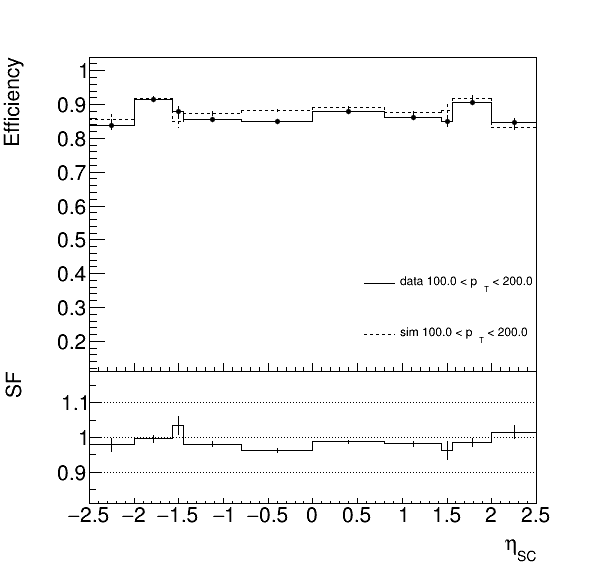 Efficiency
1
0.9
0.8
0.7
0.6
0.5
0.4
0.3
0.2
data 100.0 < p T < 200.0
sim 100.0 < p T < 200.0
SF
1.1
1
0.9
−2.5 −2 −1.5 −1 −0.5 0 0.5 1 1.5 2 2.5
ηSC